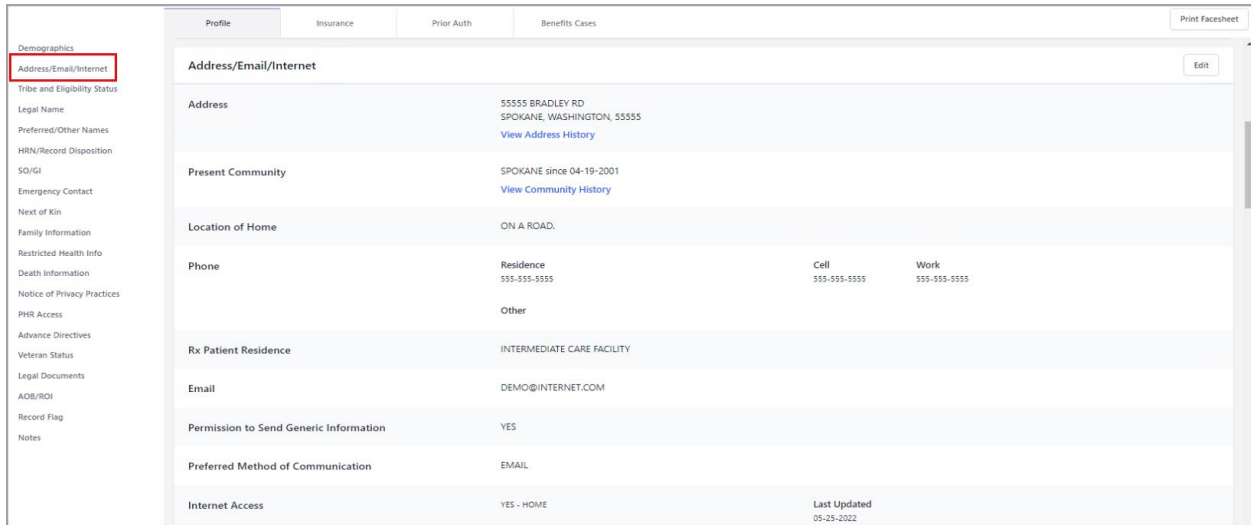 Profile
Insurance
Prior Auth
Benefits Cases
Print Facesheet
Demographics
Address/Email/Internet
Tribe and Eligibility Status
Legal Name
Preferred/Other Names
HRN/Record Disposition
SO/GI
Emergency Contact
Next of Kin
Family Information
Restricted Health Info
Death Information
Notice of Privacy Practices
PHR Access
Advance Directives
Veteran Status
Legal Documents
AOB/ROI
Record Flag
Notes
Address/Email/Internet
Edit
Address
55555 BRADLEY RD
SPOKANE, WASHINGTON, 55555
View Address History
Present Community
SPOKANE since 04-19-2001
View Community History
Location of Home
ON A ROAD.
Phone
Residence
555-555-5555
Cell
555-555-5555
Work
555-555-5555
Other
Rx Patient Residence
INTERMEDIATE CARE FACILITY
Email
DEMO@INTERNET.COM
Permission to Send Generic Information
YES
Preferred Method of Communication
EMAIL
Internet Access
YES - HOME
Last Updated
05-25-2022